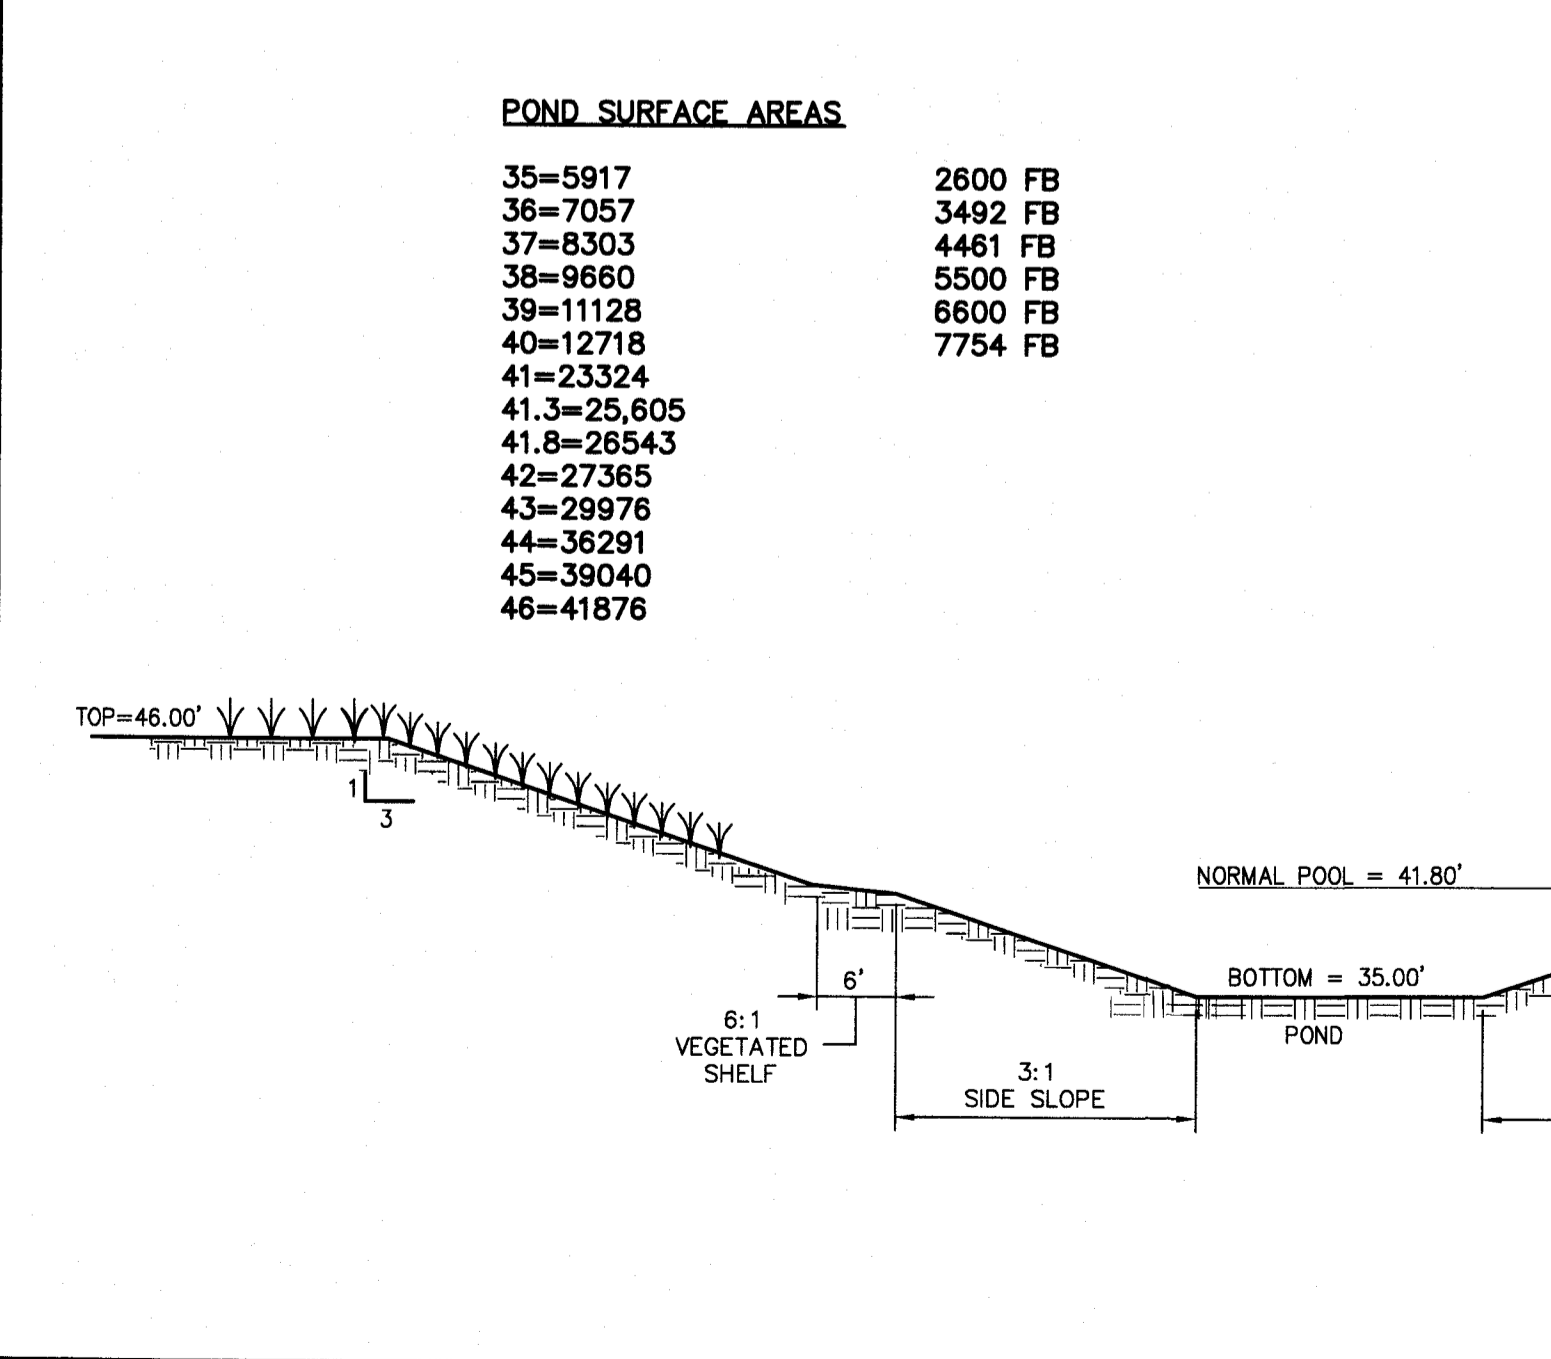 POND SURFACE AREAS
35=5917 2600 FB
36=7057 3492 FB
37=8303 4461 FB
38=9660 5500 FB
39=11128 6600 FB
40=12718 7754 FB
41=23324
41.3=25,605
41.8=26543
42=27365
43=29976
44=36291
45=39040
46=41876
TOP=46.00'
1
3
NORMAL POOL = 41.80'
BOTTOM = 35.00'
6'
6:1
VEGETATED
SHELF
POND
3:1
SIDE SLOPE